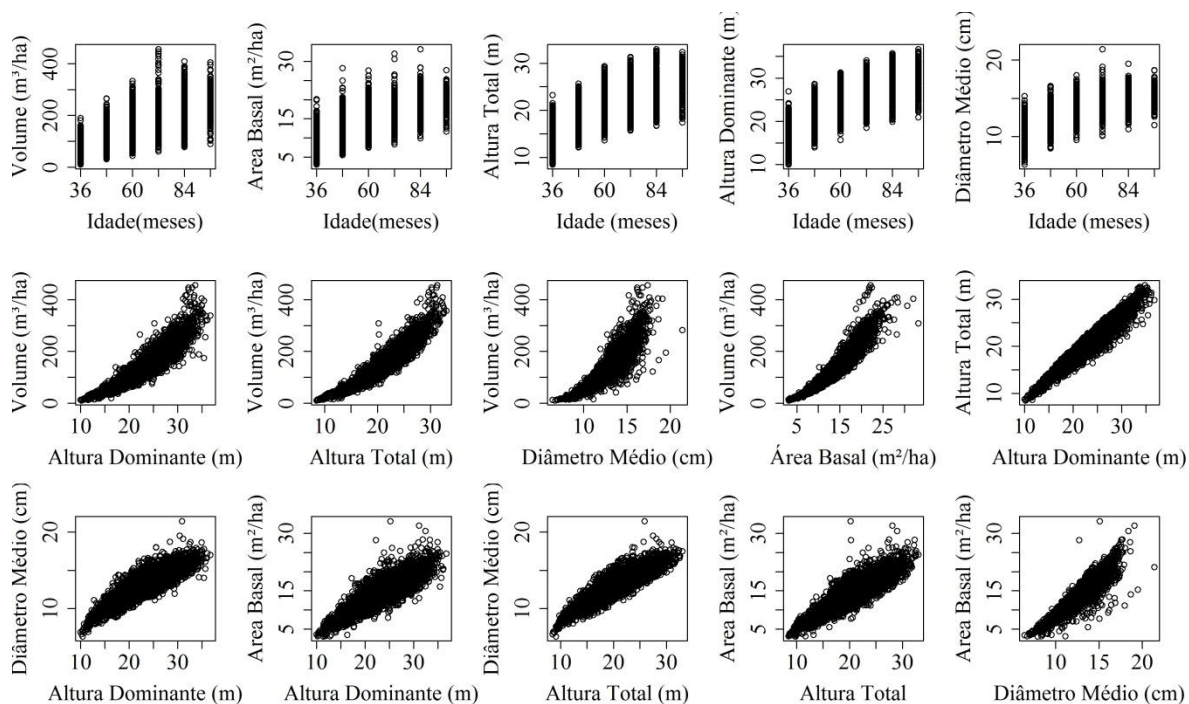 Volume (m³/ha)
0 200 400
36 60 84
Idade(meses)
Area Basal (m²/ha)
5 15 30
36 60 84
Idade(meses)
Altura Total (m)
10 20 30
36 60 84
Idade (meses)
Altura Dominante (m)
10 20 30
36 60 84
Idade (meses)
Diâmetro Médio (cm)
10 20
36 60 84
Idade (meses)
Volume (m³/ha)
0 200 400
10 20 30
Altura Dominante (m)
Volume (m³/ha)
0 200 400
10 20 30
Altura Total (m)
Volume (m³/ha)
0 200 400
10 15 20
Diâmetro Médio (cm)
Volume (m³/ha)
0 200 400
5 15 25
Área Basal (m²/ha)
Altura Total (m)
10 20 30
10 20 30
Altura Dominante (m)
Diâmetro Médio (cm)
10 20
10 20 30
Altura Dominante (m)
Area Basal (m²/ha)
5 15 30
10 20 30
Altura Dominante (m)
Diâmetro Médio (cm)
10 20
10 20 30
Altura Total (m)
Area Basal (m²/ha)
5 15 30
10 20 30
Altura Total
Area Basal (m²/ha)
5 15 30
10 15 20
Diâmetro Médio (cm)